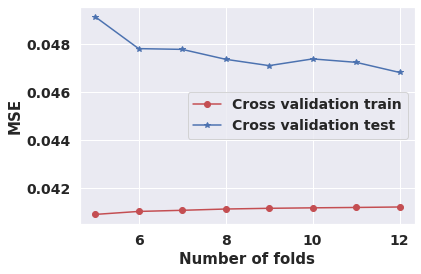 0.048
0.046
0.044
0.042
MSE
Cross validation train
Cross validation test
6 8 10 12
Number of folds